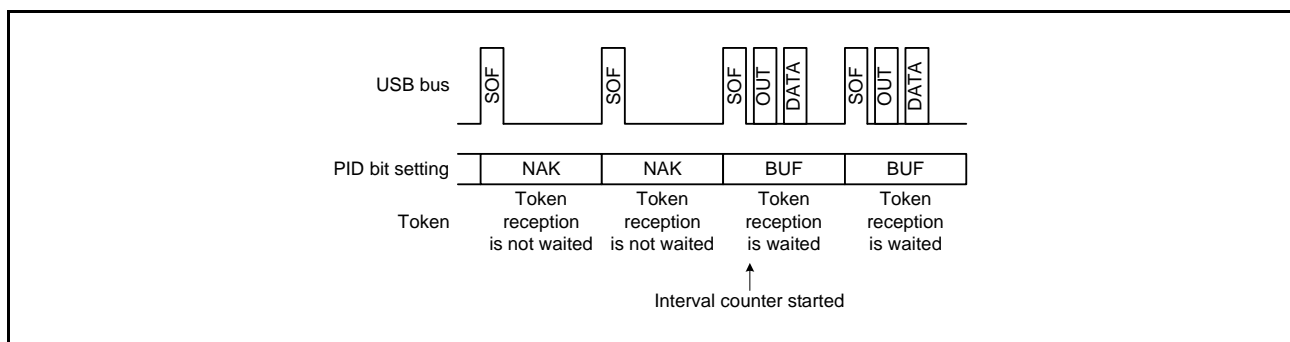 USB bus
SOF
SOF
SOF
OUT
DATA
SOF
OUT
DATA
PID bit setting
NAK
NAK
BUF
BUF
Token
Token
reception
is not waited
Token
reception
is not waited
Token
reception
is waited
Token
reception
is waited
Interval counter started